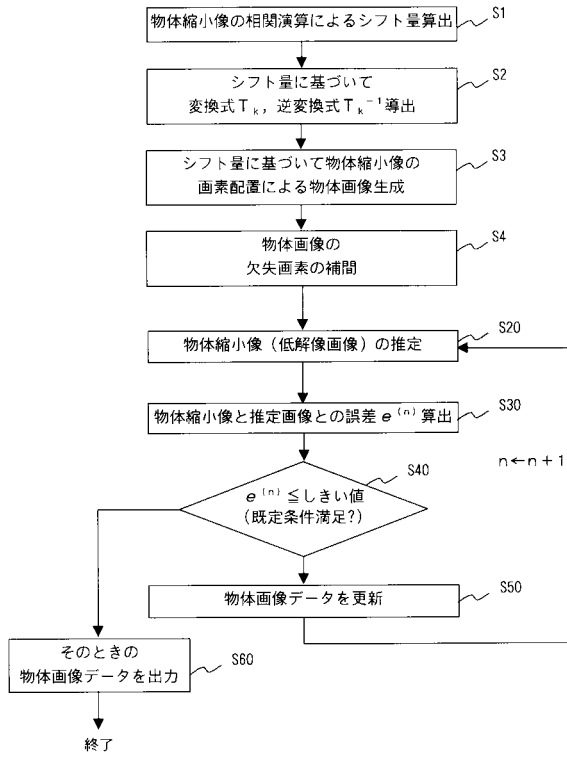 物体縮小像の相関演算によるシフト量算出
S1
シフト量に基づいて
変換式Tk，逆変換式Tk-1導出
S2
シフト量に基づいて物体縮小像の
画素配置による物体画像生成
S3
物体画像の
欠失画素の補間
S4
物体縮小像（低解像画像）の推定
S20
物体縮小像と推定画像との誤差e(n)算出
S30
n←n+1
e(n)≦しきい値
（既定条件満足?）
S40
物体画像データを更新
S50
そのときの
物体画像データを出力
S60
終了